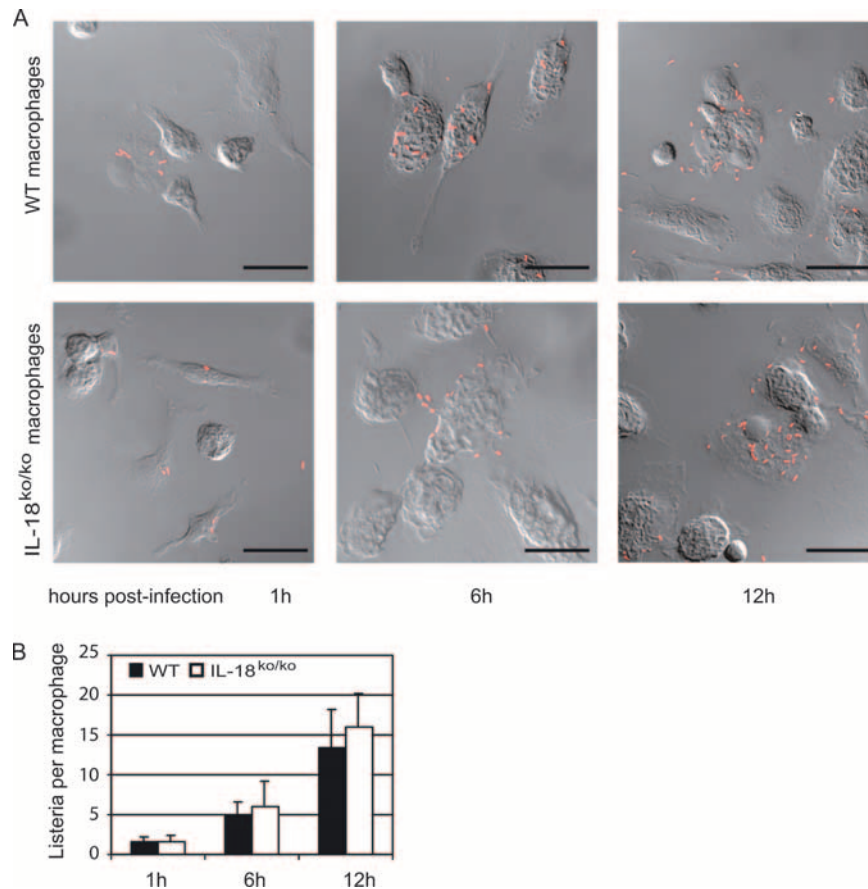 A
WT macrophages
IL-18ko/ko macrophages
hours post-infection 1h 6h 12h
B
25
20
15
10
5
0
Listeria per macrophage
WT IL-18ko/ko
1h 6h 12h